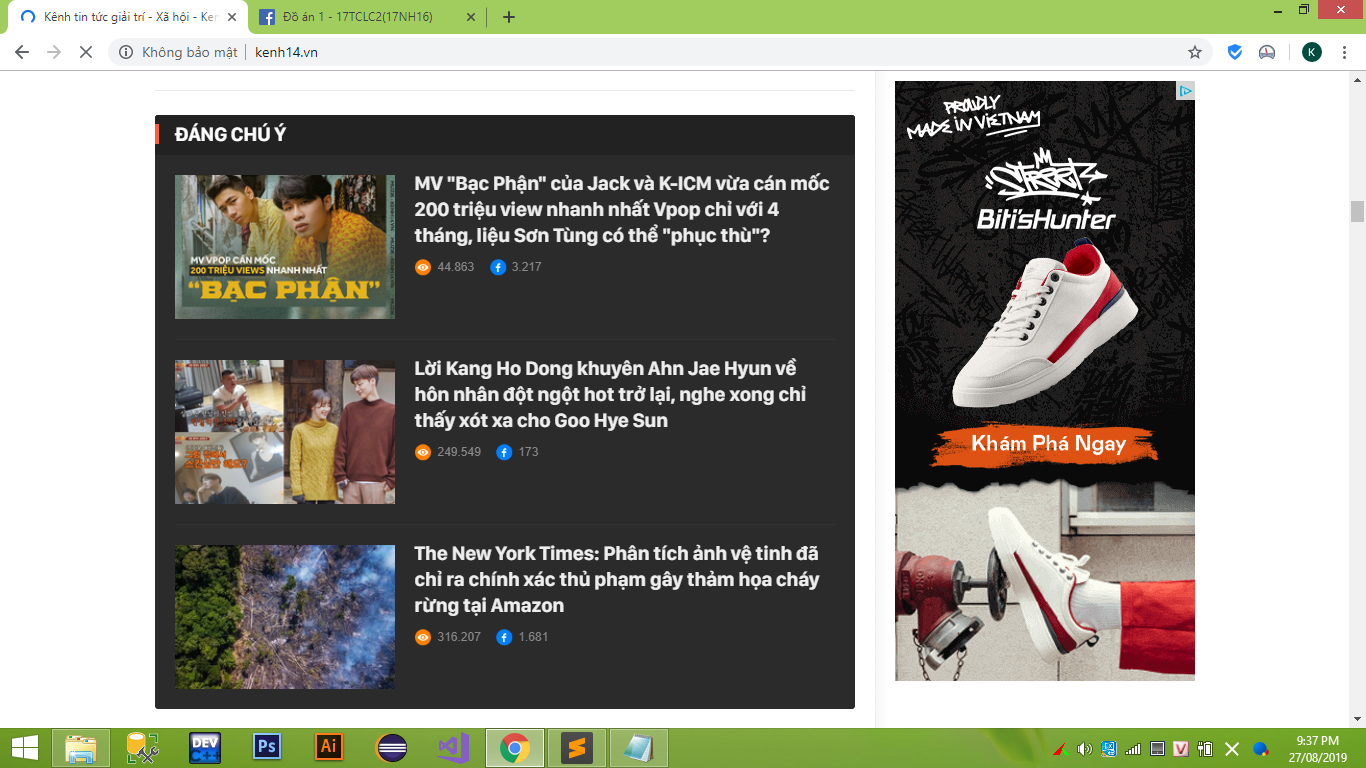 Kênh tin tức giải trí - Xã hội - Ker
Đồ án 1 - 17TCLC2(17NH16)
Không bảo mật
kenh14.vn
K
ĐÁNG CHÚ Ý
MV VPOP CÁN MỐC
200 TRIỆU VIEWS NHANH NHẤT
“BẠC PHẬN”
MV "Bạc Phận" của Jack và K-ICM vừa cán mốc
200 triệu view nhanh nhất Vpop chỉ với 4
tháng, liệu Sơn Tùng có thể "phục thù"?
44.863
3.217
Lời Kang Ho Dong khuyên Ahn Jae Hyun về
hôn nhân đột ngột hot trở lại, nghe xong chỉ
thấy xót xa cho Goo Hye Sun
249.549
173
The New York Times: Phân tích ảnh vệ tinh đã
chỉ ra chính xác thủ phạm gây thảm họa cháy
rừng tại Amazon
316.207
1.681
PROUDLY
MADE IN VIETNAM
STREET
Biti'sHunter
Khám Phá Ngay
DEV
C++
Ps
Ai
V
9:37 PM
27/08/2019